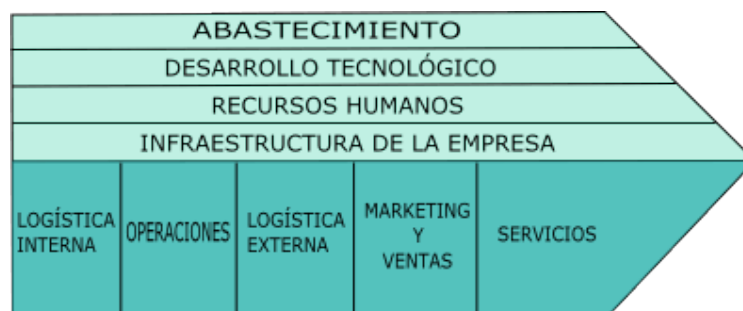 ABASTECIMIENTO
DESARROLLO TECNOLÓGICO
RECURSOS HUMANOS
INFRAESTRUCTURA DE LA EMPRESA
LOGÍSTICA
INTERNA
OPERACIONES
LOGÍSTICA
EXTERNA
MARKETING
Y
VENTAS
SERVICIOS